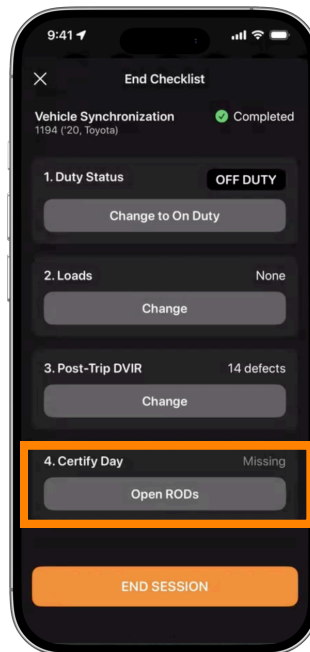 9:41
End Checklist
Vehicle Synchronization
Completed
1194 ('20, Toyota)
1. Duty Status
OFF DUTY
Change to On Duty
2. Loads
None
Change
3. Post-Trip DVIR
14 defects
Change
4. Certify Day
Missing
Open RODs
END SESSION